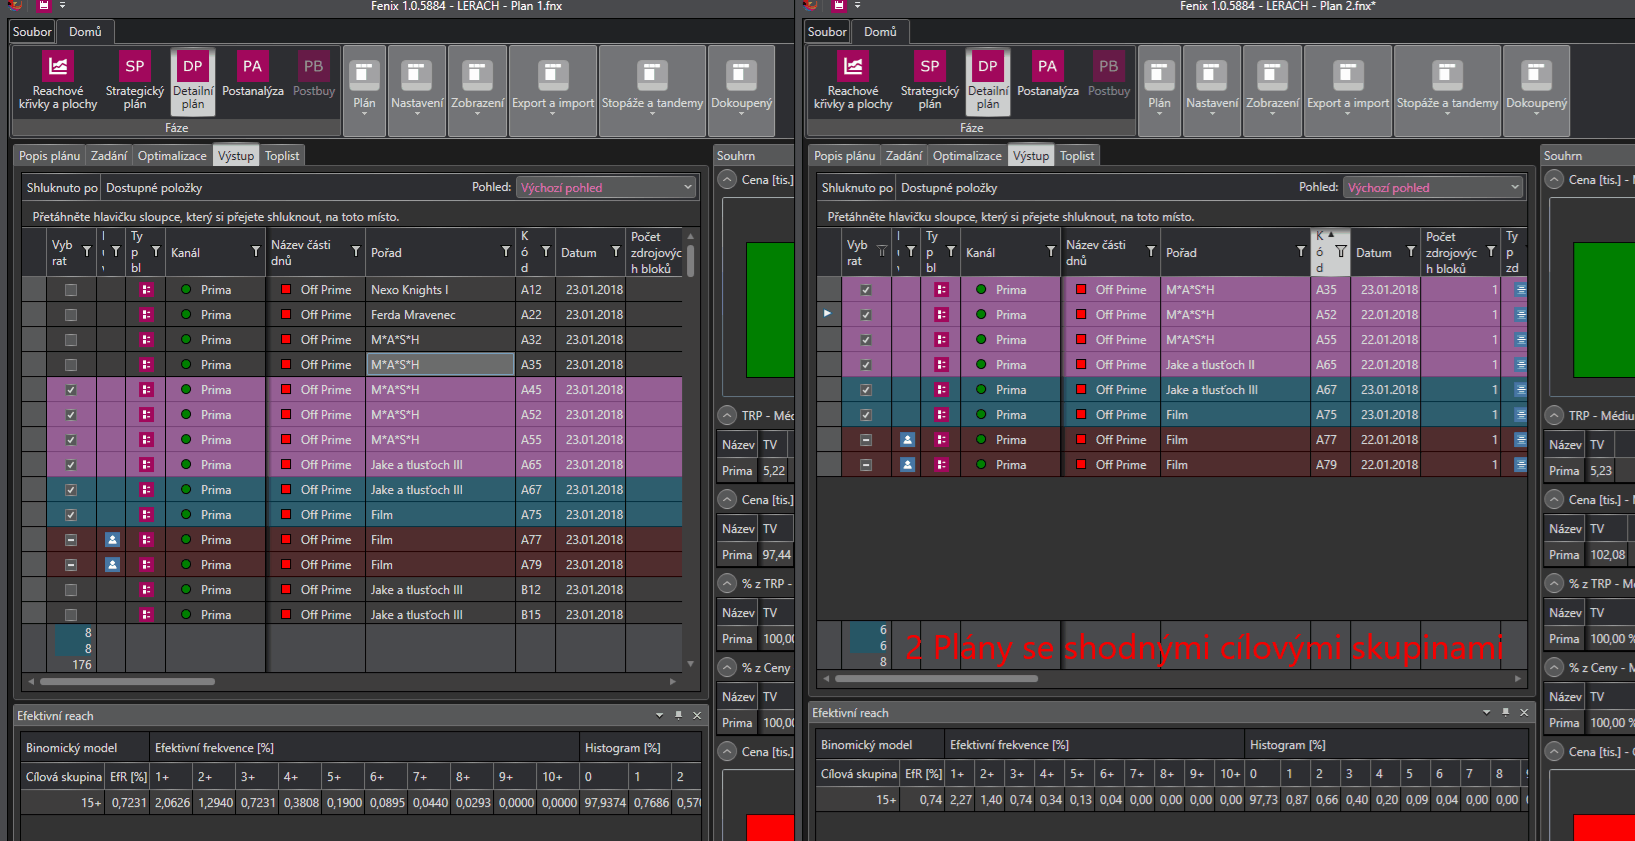 Fenix 1.0.5884 - LERACH - Plan 1.fnx
Soubor Domů
SP DP PA PB
Reachové křivky a plochy Strategický plán Detailní plán Postanalýza Postbuy
Plán Nastavení Zobrazení Export a import Stopáže a tandemy Dokoupený
Fáze
Popis plánu Zadání Optimalizace Výstup Toplist
Shluknuto po Dostupné položky Pohled: Výchozí pohled
Přetáhněte hlavičku sloupce, který si přejete shluknout, na toto místo.
Vyb rat Ty p bl Kanál Název části dnů Pořad K ó d Datum Počet zdrojovýc h bloků
Prima Off Prime Nexo Knights I A12 23.01.2018
Prima Off Prime Ferda Mravenec A22 23.01.2018
Prima Off Prime M*A*S*H A32 23.01.2018
Prima Off Prime M*A*S*H A35 23.01.2018
Prima Off Prime M*A*S*H A45 23.01.2018
Prima Off Prime M*A*S*H A52 23.01.2018
Prima Off Prime M*A*S*H A55 23.01.2018
Prima Off Prime Jake a tlusťoch III A65 23.01.2018
Prima Off Prime Jake a tlusťoch III A67 23.01.2018
Prima Off Prime Film A75 23.01.2018
Prima Off Prime Film A77 23.01.2018
Prima Off Prime Film A79 23.01.2018
Prima Off Prime Jake a tlusťoch III B12 23.01.2018
Prima Off Prime Jake a tlusťoch III B15 23.01.2018
8
8
176
Souhrn
Cena [tis.]
TRP - Médiu
Název TV
Prima 5,22
Cena [tis.]
Název TV
Prima 97,44
% z TRP -
Název TV
Prima 100,00
% z Ceny
Název TV
Prima 100,00
Cena [tis.]
Efektivní reach
Binomický model Efektivní frekvence [%] Histogram [%]
Cílová skupina EfR [%] 1+ 2+ 3+ 4+ 5+ 6+ 7+ 8+ 9+ 10+ 0 1 2
15+ 0,7231 2,0626 1,2940 0,7231 0,3808 0,1900 0,0895 0,0440 0,0293 0,0000 0,0000 97,9374 0,7686 0,570
Fenix 1.0.5884 - LERACH - Plan 2.fnx*
Soubor Domů
SP DP PA PB
Reachové křivky a plochy Strategický plán Detailní plán Postanalýza Postbuy
Plán Nastavení Zobrazení Export a import Stopáže a tandemy Dokoupený
Fáze
Popis plánu Zadání Optimalizace Výstup Toplist
Shluknuto po Dostupné položky Pohled: Výchozí pohled
Přetáhněte hlavičku sloupce, který si přejete shluknout, na toto místo.
Vyb rat Ty p bl Kanál Název části dnů Pořad K ó d Datum Počet zdrojovýc h bloků Ty p zd
Prima Off Prime M*A*S*H A35 23.01.2018 1
Prima Off Prime M*A*S*H A52 22.01.2018 1
Prima Off Prime M*A*S*H A55 22.01.2018 1
Prima Off Prime Jake a tlusťoch II A65 22.01.2018 1
Prima Off Prime Jake a tlusťoch III A67 23.01.2018 1
Prima Off Prime Film A75 23.01.2018 1
Prima Off Prime Film A77 22.01.2018 1
Prima Off Prime Film A79 22.01.2018 1
6
6
8
2 Plány se shodnými cílovými skupinami
Souhrn
Cena [tis.] -
TRP - Médiu
Název TV
Prima 5,23
Cena [tis.] -
Název TV
Prima 102,08
% z TRP - Mé
Název TV
Prima 100,00 %
% z Ceny - M
Název TV
Prima 100,00 %
Cena [tis.] -
Efektivní reach
Binomický model Efektivní frekvence [%] Histogram [%]
Cílová skupina EfR [%] 1+ 2+ 3+ 4+ 5+ 6+ 7+ 8+ 9+ 10+ 0 1 2 3 4 5 6 7 8
15+ 0,74 2,27 1,40 0,74 0,34 0,13 0,04 0,00 0,00 0,00 0,00 97,73 0,87 0,66 0,40 0,20 0,09 0,04 0,00 0,00